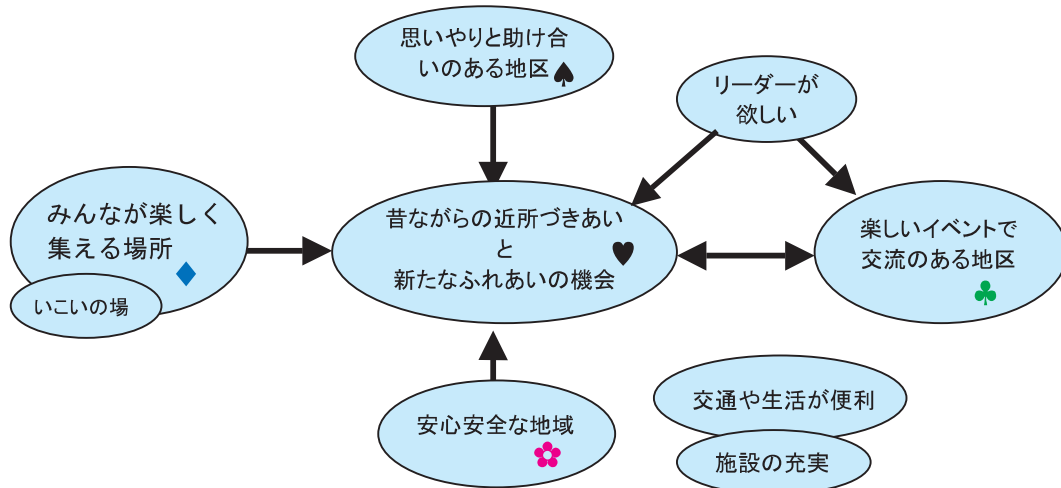 思いやりと助け合
いのある地区♠
リーダーが
欲しい
みんなが楽しく
集える場所
♦
いこいの場
昔ながらの近所づきあい
と
♥
新たなふれあいの機会
楽しいイベントで
交流のある地区
♣
安心安全な地域
✿
交通や生活が便利
施設の充実